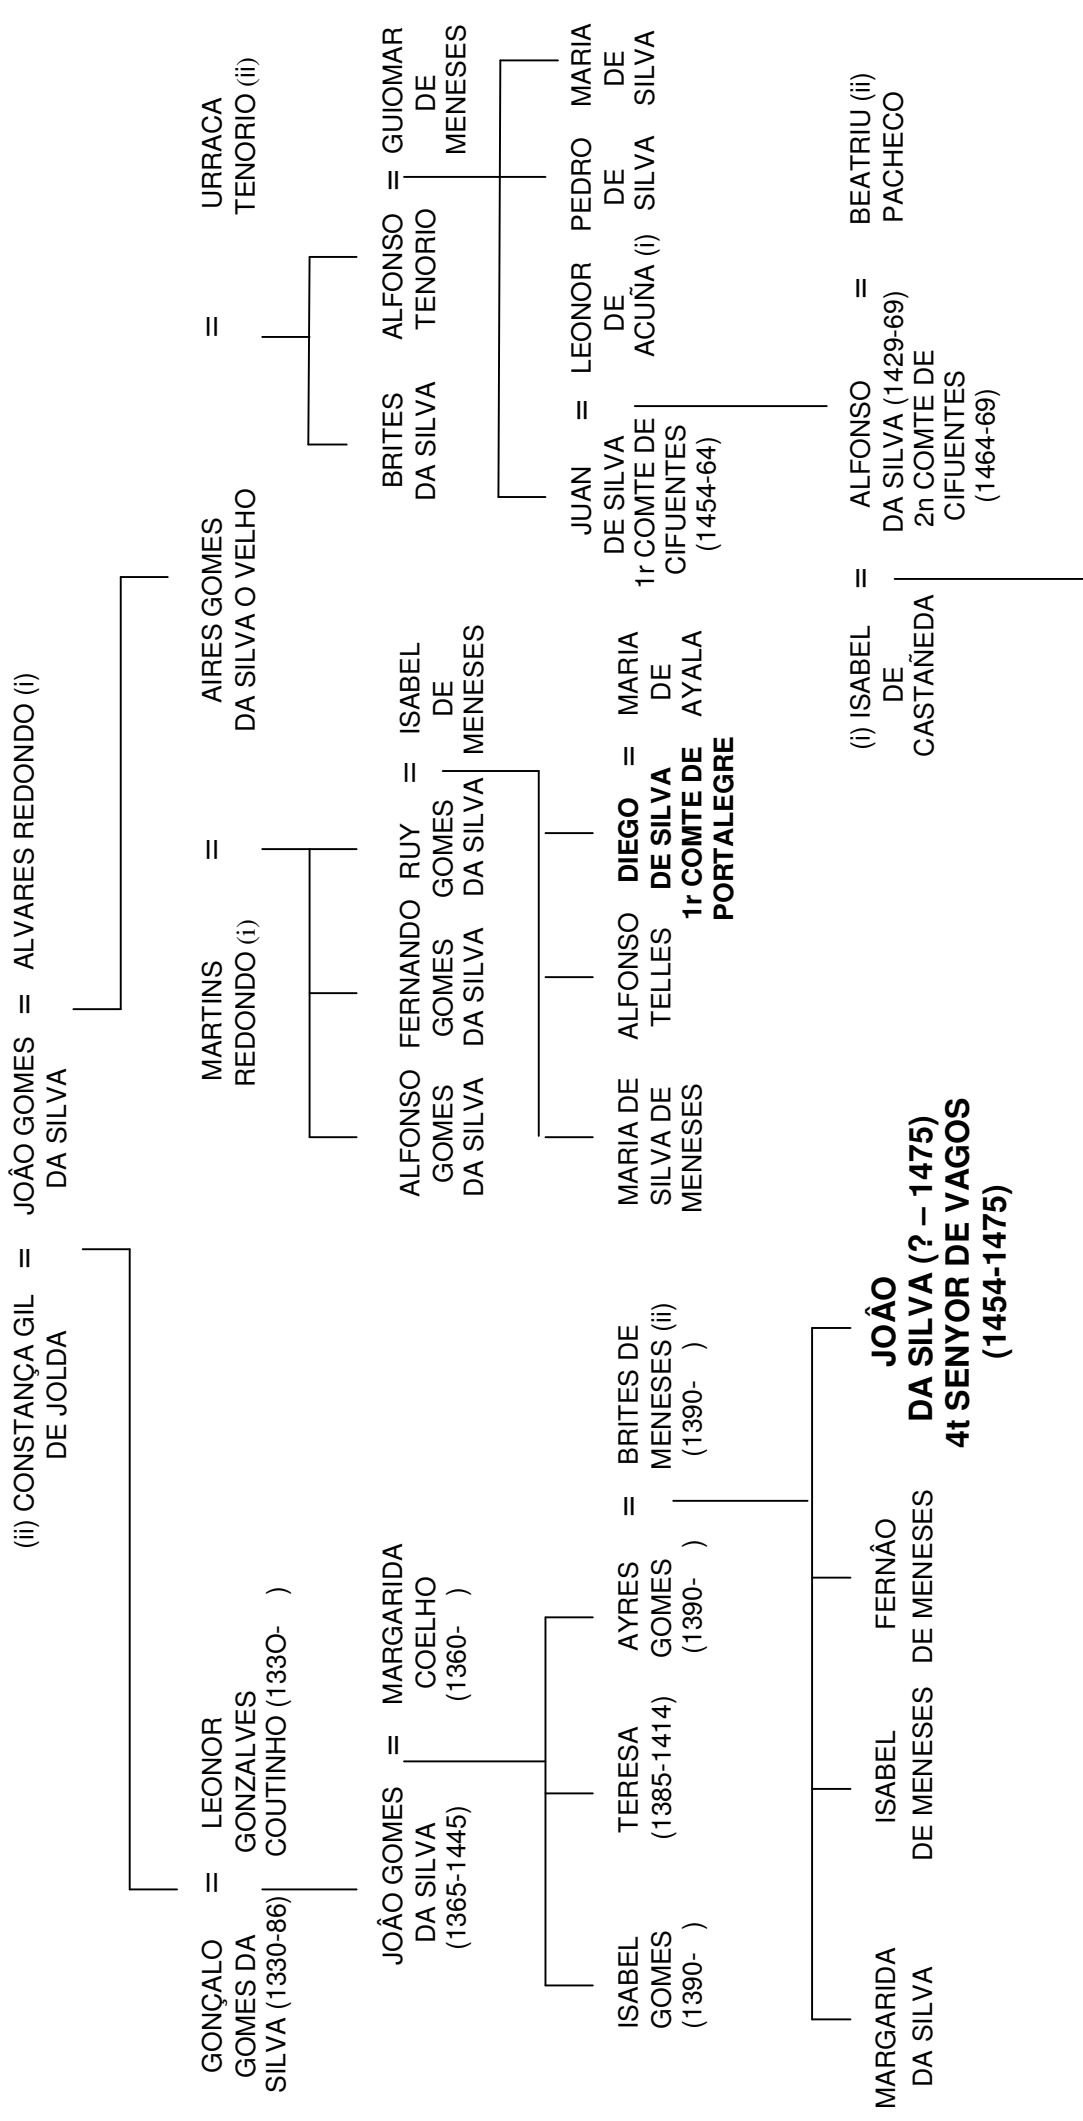 (ii) CONSTANÇA GIL = JOÂO GOMES = ALVARES REDONDO (i)
DE JOLDA
DA SILVA
GONÇALO
GOMES DA
SILVA (1330-86)
=
LEONOR
GONZALVES
COUTINHO (133O- )
MARTINS
REDONDO (i)
=
AIRES GOMES
DA SILVA O VELHO
=
URRACA
TENORIO (ii)
JOÂO GOMES
DA SILVA
(1365-1445)
=
MARGARIDA
COELHO
(1360- )
ALFONSO
GOMES
DA SILVA
FERNANDO
GOMES
DA SILVA
RUY
GOMES
DA SILVA
=
ISABEL
DE
MENESES
BRITES
DA SILVA
ALFONSO
TENORIO
=
GUIOMAR
DE
MENESES
ISABEL
GOMES
(1390- )
TERESA
(1385-1414)
AYRES
GOMES
(1390- )
=
BRITES DE
MENESES (ii)
(1390- )
MARIA DE
SILVA DE
MENESES
ALFONSO
TELLES
DIEGO
DE SILVA
1r COMTE DE
PORTALEGRE
=
MARIA
DE
AYALA
JUAN
DE SILVA
1r COMTE DE
CIFUENTES
(1454-64)
=
LEONOR
DE
ACUÑA (i)
PEDRO
DE
SILVA
MARIA
DE
SILVA
MARGARIDA
DA SILVA
ISABEL
DE MENESES
FERNÂO
DE MENESES
JOÂO
DA SILVA (? – 1475)
4t SENYOR DE VAGOS
(1454-1475)
(i) ISABEL
DE
CASTAÑEDA
=
ALFONSO
DA SILVA (1429-69)
2n COMTE DE
CIFUENTES
(1464-69)
=
BEATRIU (ii)
PACHECO